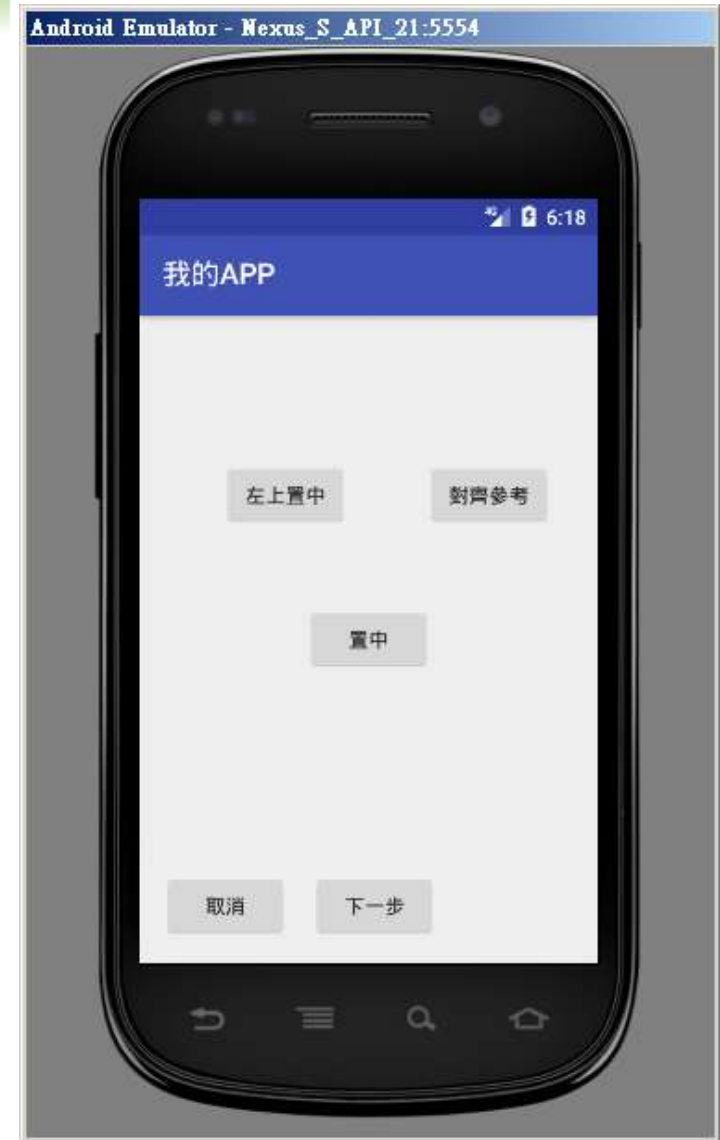 Android Emulator - Nexus_S_API_21:5554
4G 6:18
我的APP
左上置中 對齊參考
置中
取消 下一步